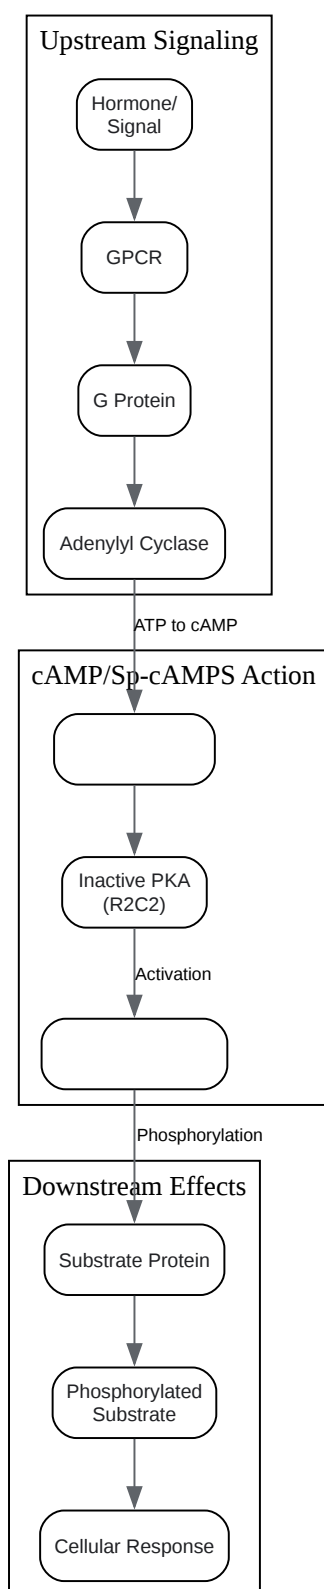 Upstream Signaling
Hormone/
Signal
GPCR
G Protein
Adenylyl Cyclase
ATP to cAMP
cAMP/Sp-cAMPS Action
Inactive PKA
(R2C2)
Activation
Phosphorylation
Downstream Effects
Substrate Protein
Phosphorylated
Substrate
Cellular Response